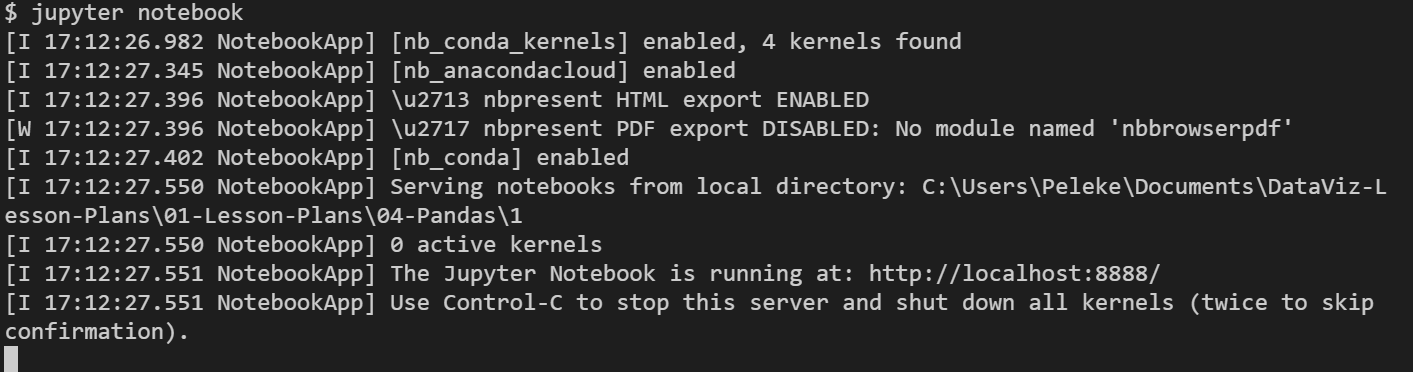 $ jupyter notebook
[I 17:12:26.982 NotebookApp] [nb_conda_kernels] enabled, 4 kernels found
[I 17:12:27.345 NotebookApp] [nb_anacondacloud] enabled
[I 17:12:27.396 NotebookApp] \u2713 nbpresent HTML export ENABLED
[W 17:12:27.396 NotebookApp] \u2717 nbpresent PDF export DISABLED: No module named 'nbbrowserpdf'
[I 17:12:27.402 NotebookApp] [nb_conda] enabled
[I 17:12:27.550 NotebookApp] Serving notebooks from local directory: C:\Users\Peleke\Documents\DataViz-L
esson-Plans\01-Lesson-Plans\04-Pandas\1
[I 17:12:27.550 NotebookApp] 0 active kernels
[I 17:12:27.551 NotebookApp] The Jupyter Notebook is running at: http://localhost:8888/
[I 17:12:27.551 NotebookApp] Use Control-C to stop this server and shut down all kernels (twice to skip
confirmation).